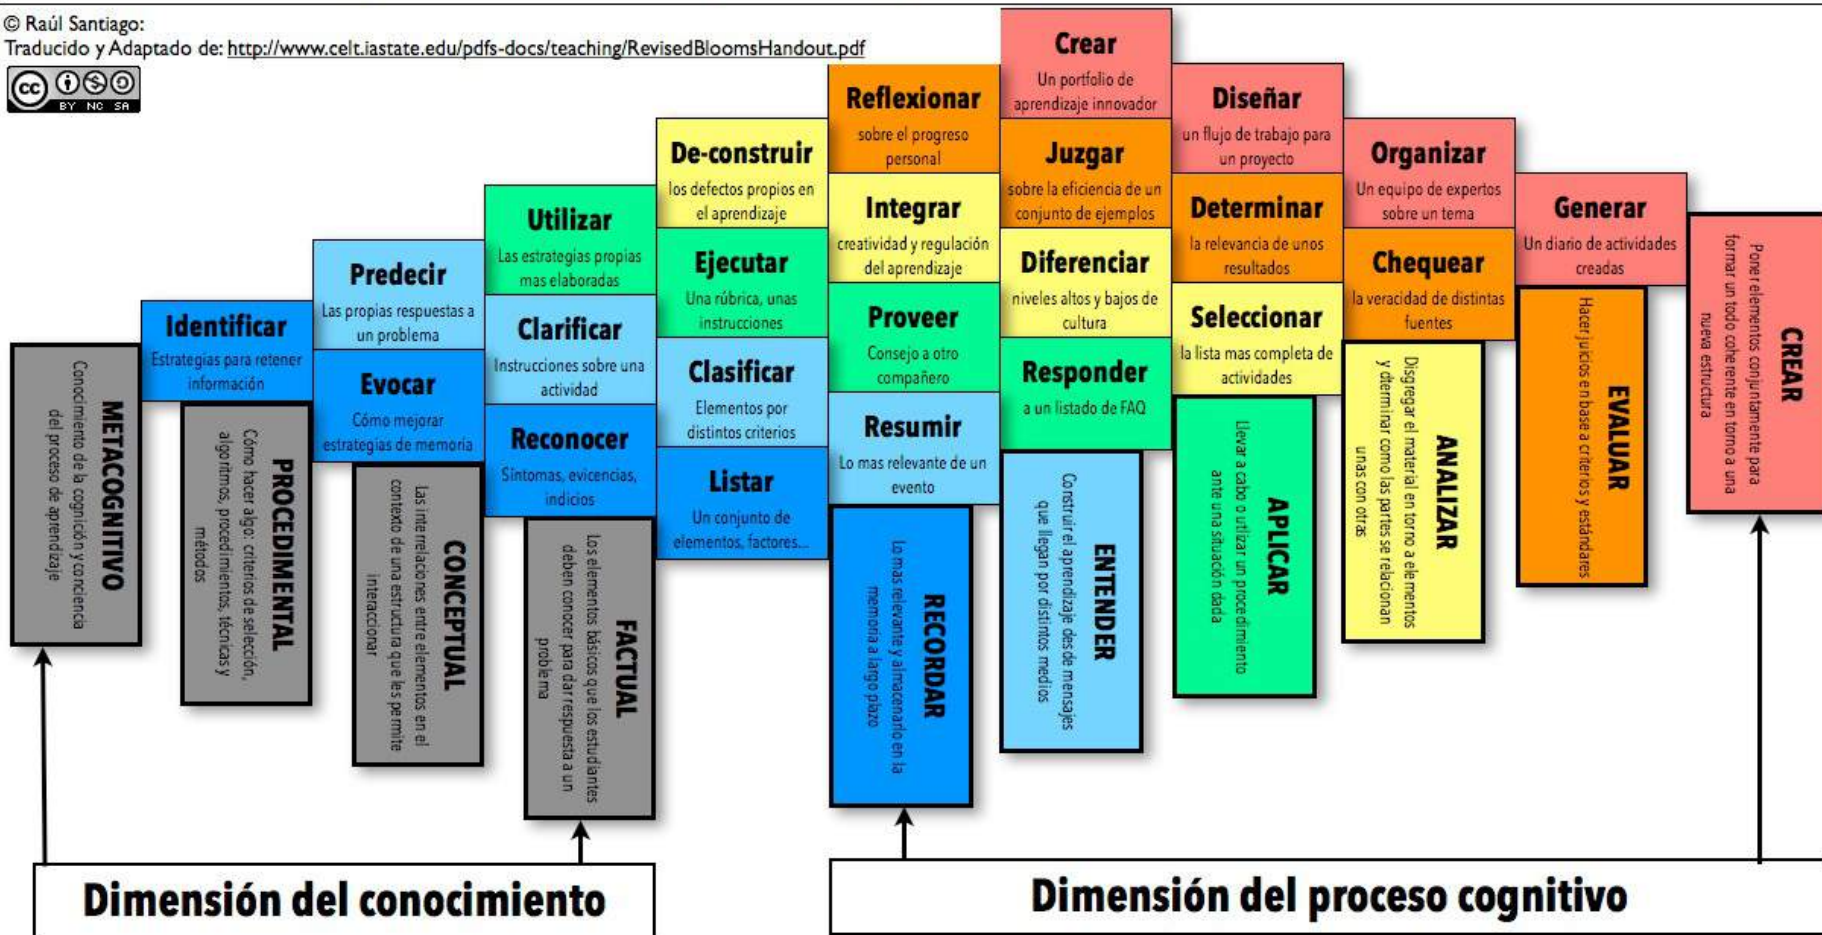 © Raúl Santiago:
Traducido y Adaptado de: http://www.celt.iastate.edu/pdfs-docs/teaching/RevisedBloomsHandout.pdf
cc
BY NC SA
METACOGNITIVO
Conocimiento de la cognición y conciencia
del proceso de aprendizaje
Identificar
Estrategias para retener
información
PROCEDIMENTAL
Cómo hacer algo: criterios de selección,
algoritmos, procedimientos, técnicas y
métodos
Predecir
Las propias respuestas a
un problema
Evocar
Cómo mejorar
estrategias de memoria
CONCEPTUAL
Las interrelaciones entre elementos en el
contexto de una estructura que les permite
interaccionar
Utilizar
Las estrategias propias
mas elaboradas
Clarificar
Instrucciones sobre una
actividad
Reconocer
Síntomas, evicencias,
indicios
FACTUAL
Los elementos básicos que los estudiantes
deben conocer para dar respuesta a un
problema
De-construir
los defectos propios en
el aprendizaje
Ejecutar
Una rúbrica, unas
instrucciones
Clasificar
Elementos por
distintos criterios
Listar
Un conjunto de
elementos, factores...
Reflexionar
sobre el progreso
personal
Integrar
creatividad y regulación
del aprendizaje
Proveer
Consejo a otro
compañero
Resumir
Lo mas relevante de un
evento
RECORDAR
Lo mas relevante y almacenarlo en la
memoria a largo plazo
Crear
Un portfolio de
aprendizaje innovador
Juzgar
sobre la eficiencia de un
conjunto de ejemplos
Diferenciar
niveles altos y bajos de
cultura
Responder
a un listado de FAQ
ENTENDER
Construir el aprendizaje desde mensajes
que llegan por distintos medios
Diseñar
un flujo de trabajo para
un proyecto
Determinar
la relevancia de unos
resultados
Seleccionar
la lista mas completa de
actividades
APLICAR
Llevar a cabo o utilizar un procedimiento
ante una situación dada
Organizar
Un equipo de expertos
sobre un tema
Chequear
la veracidad de distintas
fuentes
ANALIZAR
Disgregar el material en torno a elementos
y dterminar como las partes se relacionan
unas con otras
Generar
Un diario de actividades
creadas
EVALUAR
Hacer juicios en base a criterios y estándares
CREAR
Poner elementos conjuntamente para
formar un todo coherente en torno a una
nueva estructura
Dimensión del conocimiento
Dimensión del proceso cognitivo